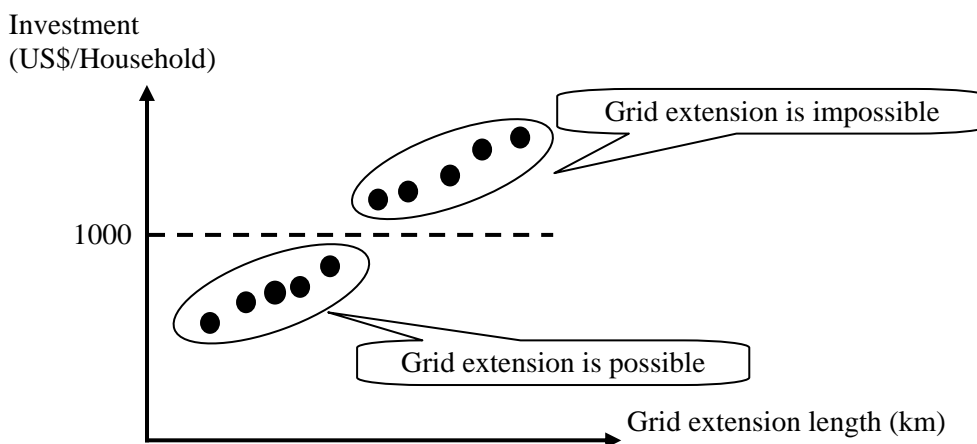 Investment
(US$/Household)
Grid extension is impossible
1000
Grid extension is possible
Grid extension length (km)